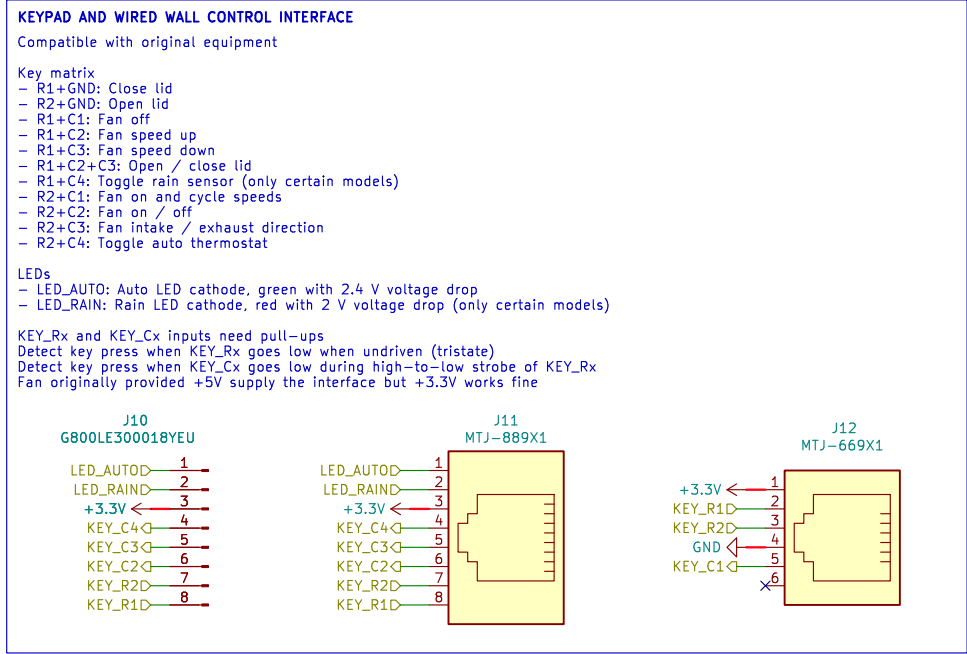 KEYPAD AND WIRED WALL CONTROL INTERFACE
Compatible with original equipment
Key matrix
- R1+GND: Close lid
- R2+GND: Open lid
- R1+C1: Fan off
- R1+C2: Fan speed up
- R1+C3: Fan speed down
- R1+C2+C3: Open / close lid
- R1+C4: Toggle rain sensor (only certain models)
- R2+C1: Fan on and cycle speeds
- R2+C2: Fan on / off
- R2+C3: Fan intake / exhaust direction
- R2+C4: Toggle auto thermostat
LEDs
- LED_AUTO: Auto LED cathode, green with 2.4 V voltage drop
- LED_RAIN: Rain LED cathode, red with 2 V voltage drop (only certain models)
KEY_Rx and KEY_Cx inputs need pull-ups
Detect key press when KEY_Rx goes low when undriven (tristate)
Detect key press when KEY_Cx goes low during high-to-low strobe of KEY_Rx
Fan originally provided +5V supply the interface but +3.3V works fine
J10
G800LE300018YEU
LED_AUTO 1
LED_RAIN 2
+3.3V 3
KEY_C4 4
KEY_C3 5
KEY_C2 6
KEY_R2 7
KEY_R1 8
J11
MTJ-889X1
LED_AUTO 1
LED_RAIN 2
+3.3V 3
KEY_C4 4
KEY_C3 5
KEY_C2 6
KEY_R2 7
KEY_R1 8
J12
MTJ-669X1
+3.3V 1
KEY_R1 2
KEY_R2 3
GND 4
KEY_C1 5
6